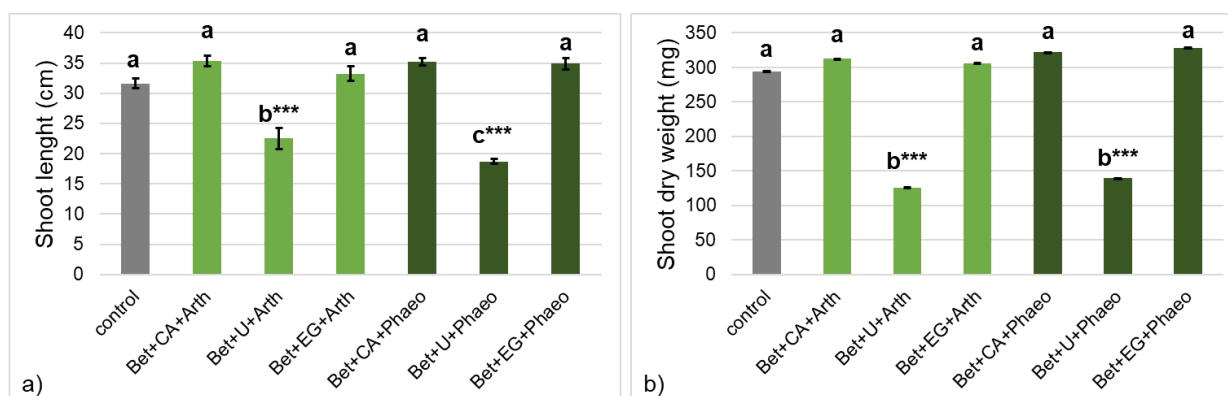 Shoot lenght (cm)
40
35
30
25
20
15
10
5
0
a
a
b***
a
a
c***
a
control
Bet+CA+Arth
Bet+U+Arth
Bet+EG+Arth
Bet+CA+Phaeo
Bet+U+Phaeo
Bet+EG+Phaeo
a)
Shoot dry weight (mg)
350
300
250
200
150
100
50
0
a
a
b***
a
a
b***
a
control
Bet+CA+Arth
Bet+U+Arth
Bet+EG+Arth
Bet+CA+Phaeo
Bet+U+Phaeo
Bet+EG+Phaeo
b)